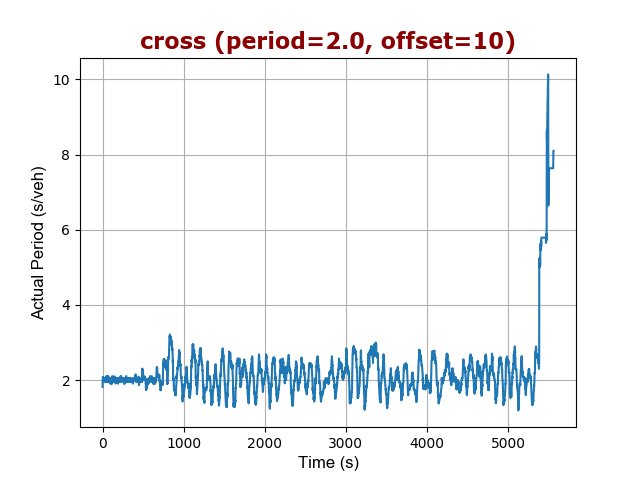 cross (period=2.0, offset=10)
10
8
6
4
2
Actual Period (s/veh)
0 1000 2000 3000 4000 5000
Time (s)